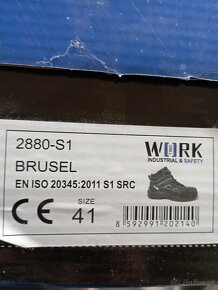 2880-S1
WORK
INDUSTRIAL & SAFETY
BRUSEL
EN ISO 20345:2011 S1 SRC
CE
SIZE
41
8 592991 202140